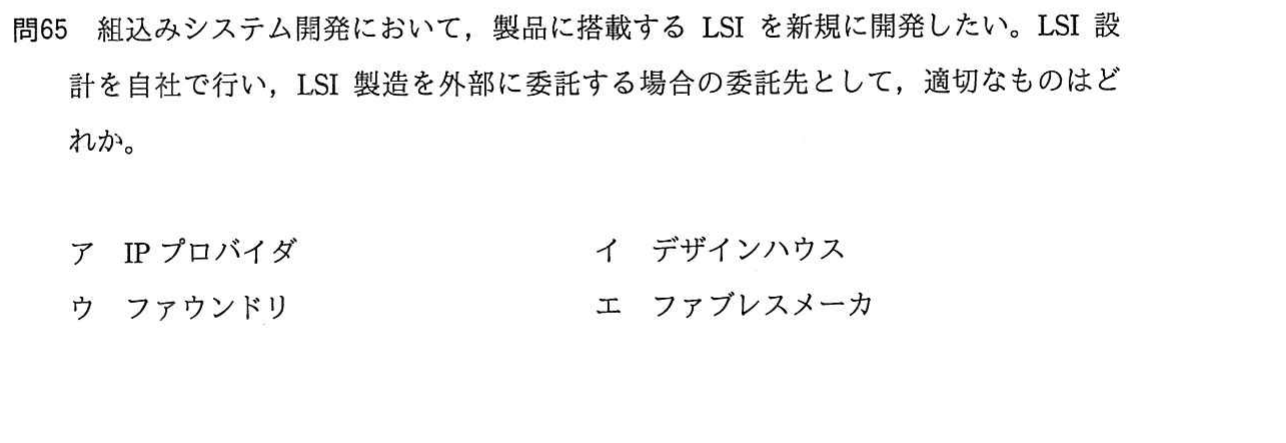 問65 組込みシステム開発において，製品に搭載する LSI を新規に開発したい。LSI 設
計を自社で行い，LSI 製造を外部に委託する場合の委託先として，適切なものはど
れか。
ア IP プロバイダ イ デザインハウス
ウ ファウンドリ エ ファブレスメーカ